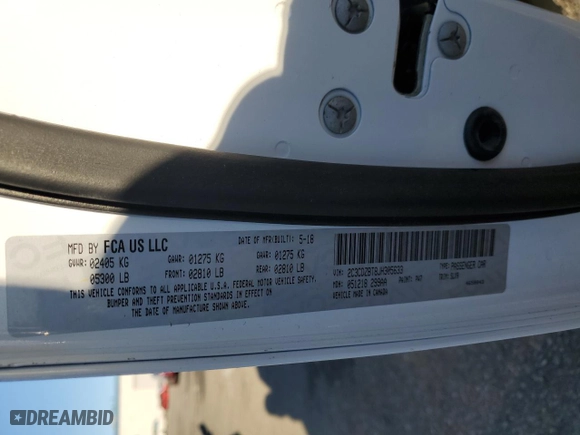 MFD BY FCA US LLC
DATE OF MFR(BUILT): 5-18
GVWR: 02405 KG
GAWR: 01275 KG
GAWR: 01275 KG
05300 LB
FRONT: 02810 LB
REAR: 02810 LB
THIS VEHICLE CONFORMS TO ALL APPLICABLE U.S.A. FEDERAL MOTOR VEHICLE SAFETY,
BUMPER AND THEFT PREVENTION STANDARDS IN EFFECT ON
THE DATE OF MANUFACTURE SHOWN ABOVE.
TYPE: PASSENGER CAR
MDH: 051218 299AA
VEHICLE MADE IN CANADA
DREAMBID